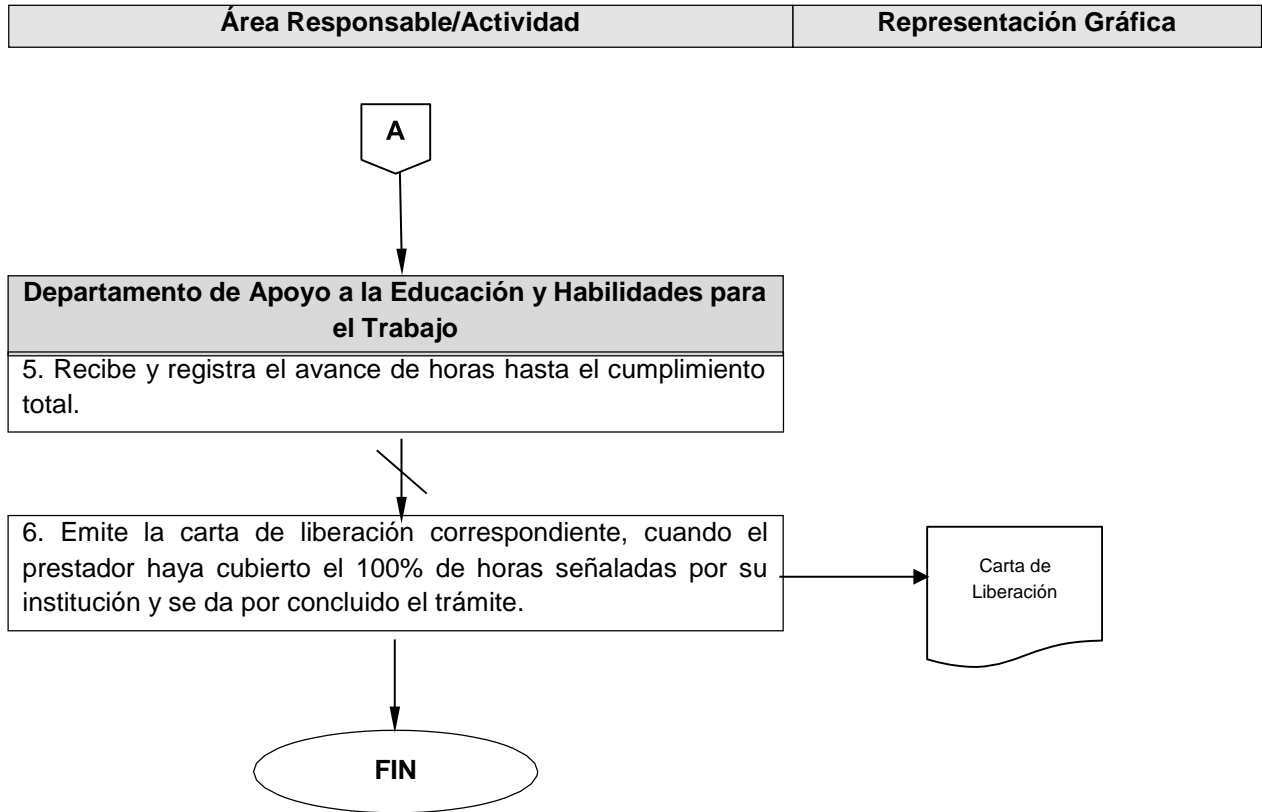 Área Responsable/Actividad
Representación Gráfica
A
Departamento de Apoyo a la Educación y Habilidades para
el Trabajo
5. Recibe y registra el avance de horas hasta el cumplimiento
total.
6. Emite la carta de liberación correspondiente, cuando el
prestador haya cubierto el 100% de horas señaladas por su
institución y se da por concluido el trámite.
Carta de
Liberación
FIN